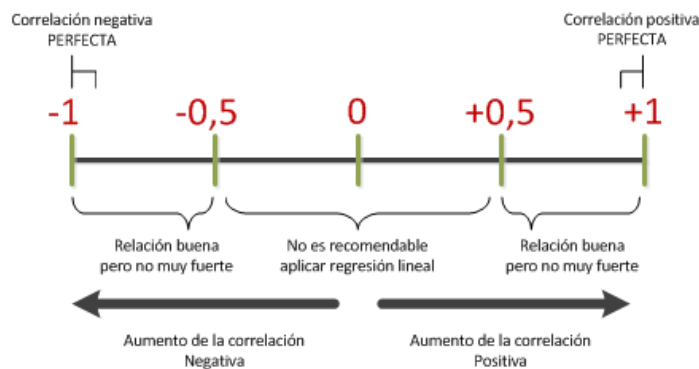 Correlación negativa
PERFECTA
Correlación positiva
PERFECTA
-1
-0,5
0
+0,5
+1
Relación buena
pero no muy fuerte
No es recomendable
aplicar regresión lineal
Relación buena
pero no muy fuerte
Aumento de la correlación
Negativa
Aumento de la correlación
Positiva